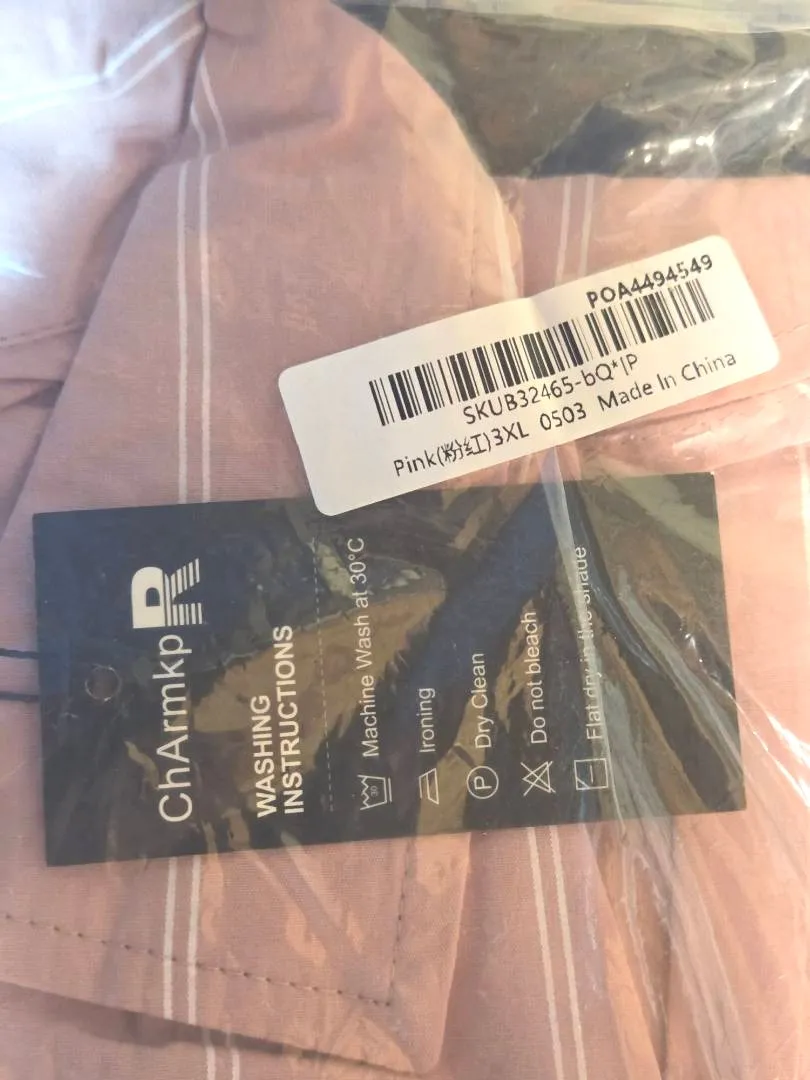 POA4494549
SKUB32465-bQ*|P
Pink(粉红)3XL 0503 Made In China
ChArmkpR
WASHING
INSTRUCTIONS
30
Machine Wash at 30°C
Ironing
P
Dry Clean
Do not bleach
Flat dry in the shade